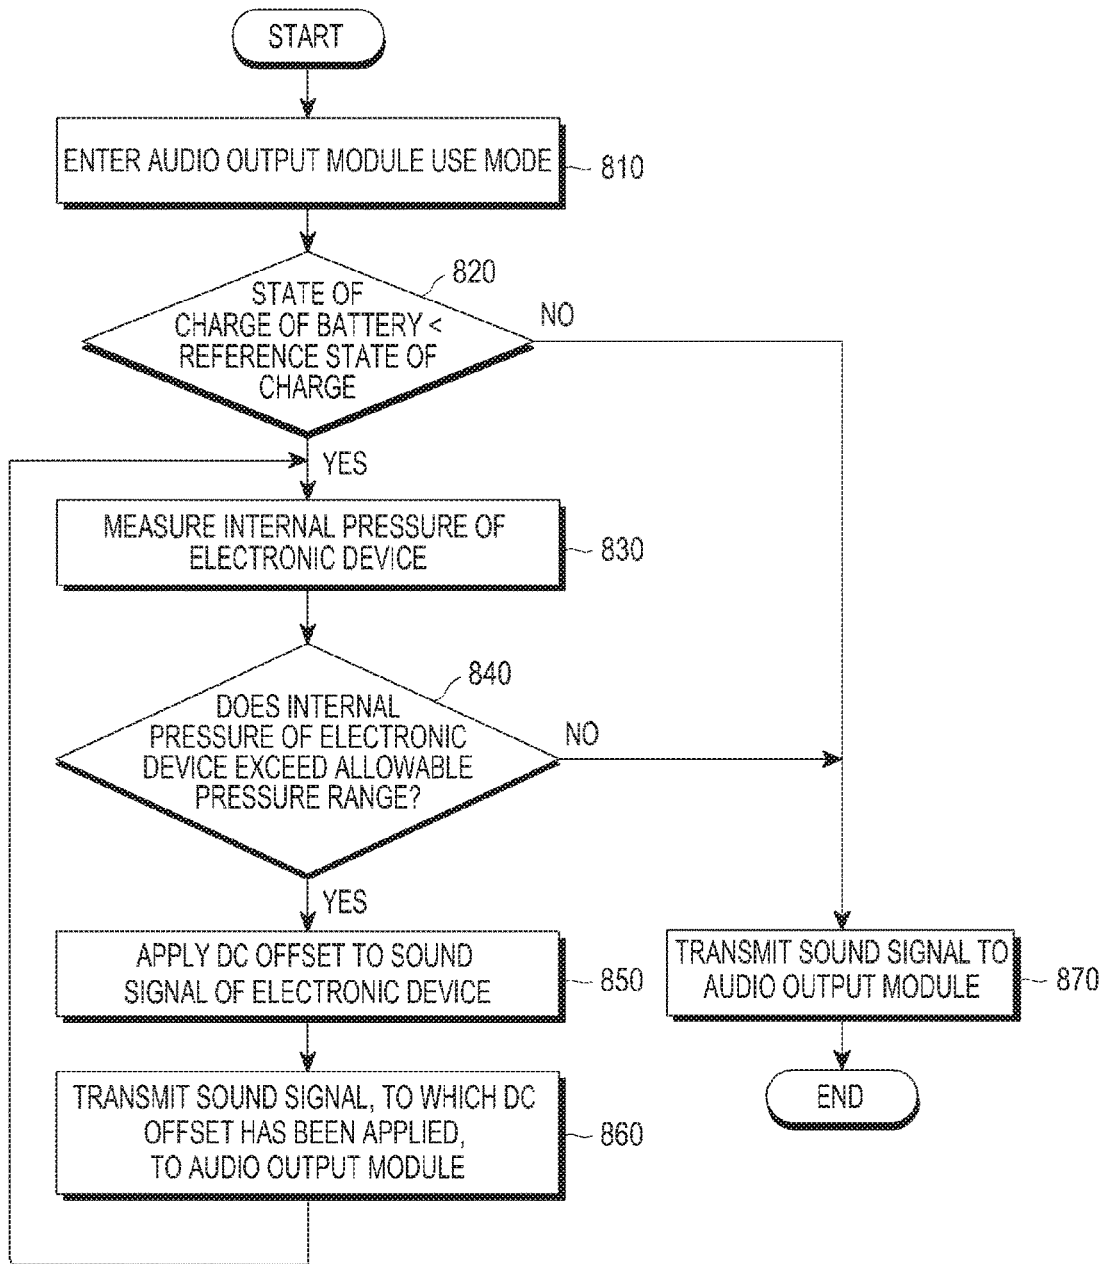 START
ENTER AUDIO OUTPUT MODULE USE MODE
810
820
STATE OF
CHARGE OF BATTERY <
REFERENCE STATE OF
CHARGE
NO
YES
MEASURE INTERNAL PRESSURE OF
ELECTRONIC DEVICE
830
840
DOES INTERNAL
PRESSURE OF ELECTRONIC
DEVICE EXCEED ALLOWABLE
PRESSURE RANGE?
NO
YES
APPLY DC OFFSET TO SOUND
SIGNAL OF ELECTRONIC DEVICE
850
TRANSMIT SOUND SIGNAL TO
AUDIO OUTPUT MODULE
870
TRANSMIT SOUND SIGNAL, TO WHICH DC
OFFSET HAS BEEN APPLIED,
TO AUDIO OUTPUT MODULE
860
END